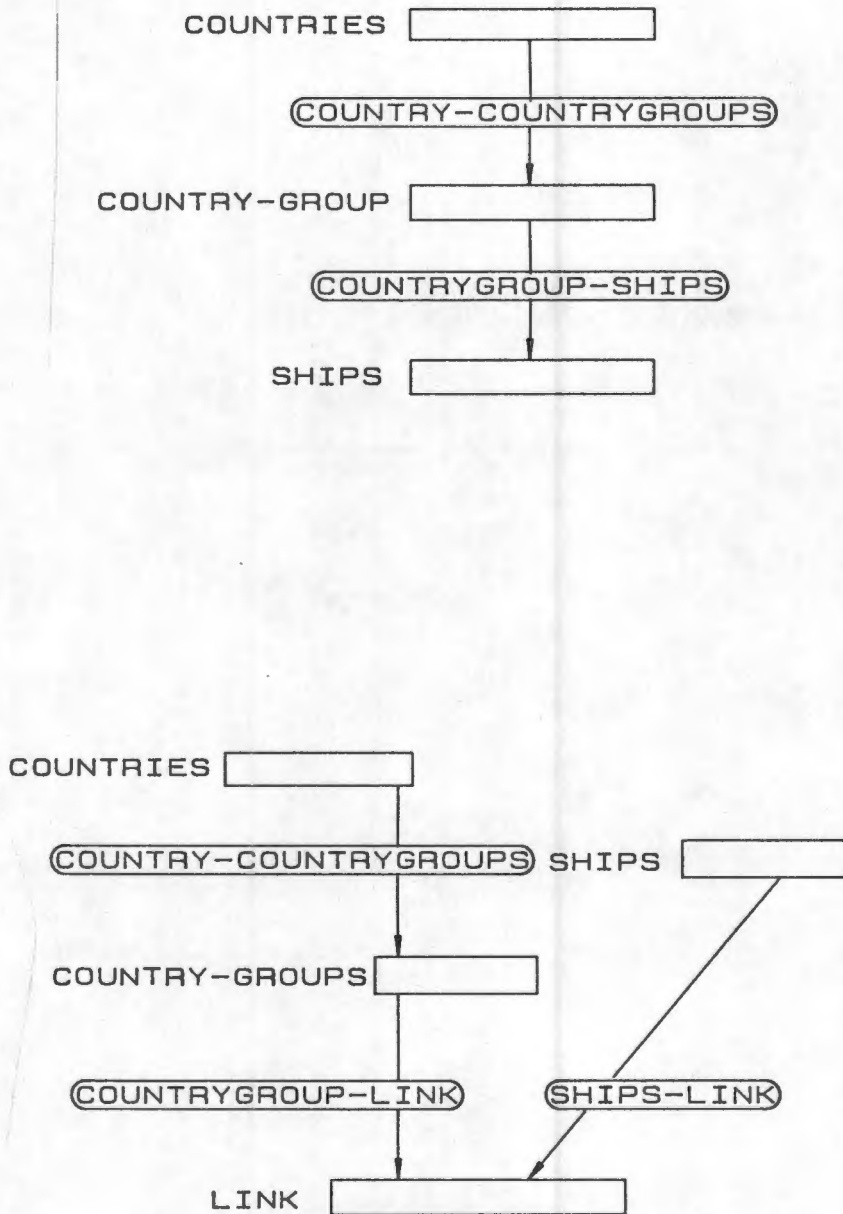 COUNTRIES
COUNTRY-COUNTRYGROUPS
COUNTRY-GROUP
COUNTRYGROUP-SHIPS
SHIPS
COUNTRIES
COUNTRY-COUNTRYGROUPS SHIPS
COUNTRY-GROUPS
COUNTRYGROUP-LINK SHIPS-LINK
LINK